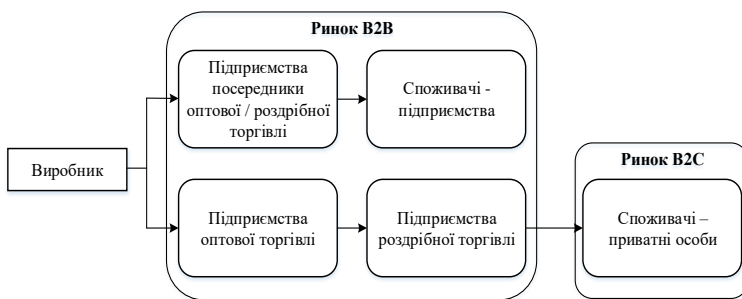 Ринок B2B
Підприємства
посередники
оптової / роздрібної
торгівлі
Споживачі -
підприємства
Виробник
Підприємства
оптової торгівлі
Підприємства
роздрібної торгівлі
Ринок B2C
Споживачі –
приватні особи